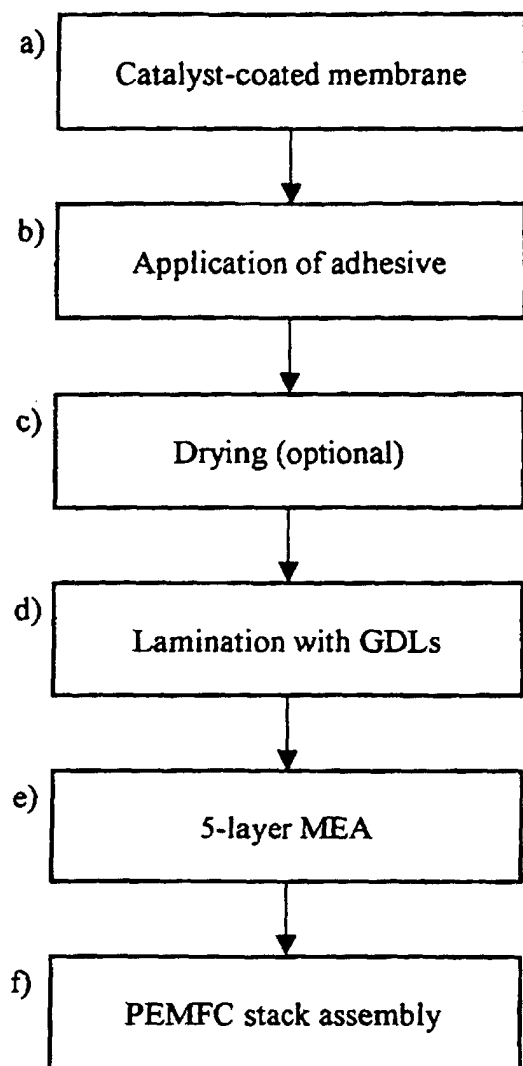 a)
Catalyst-coated membrane
b)
Application of adhesive
c)
Drying (optional)
d)
Lamination with GDLs
e)
5-layer MEA
f)
PEMFC stack assembly